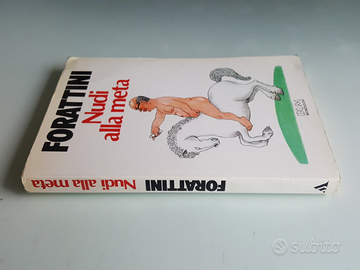 FORATTINI
Nudi
alla meta
FORATTINI Nudi alla meta
subito